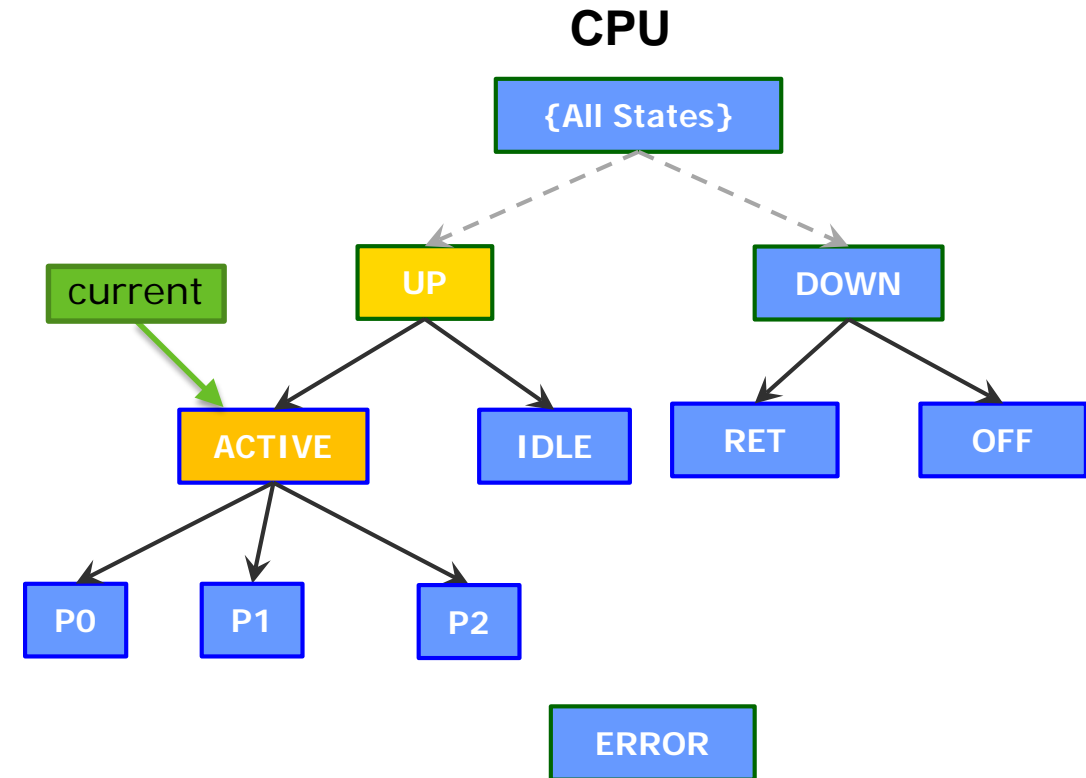 CPU
{All States}
UP
DOWN
current
ACTIVE
IDLE
RET
OFF
P0
P1
P2
ERROR